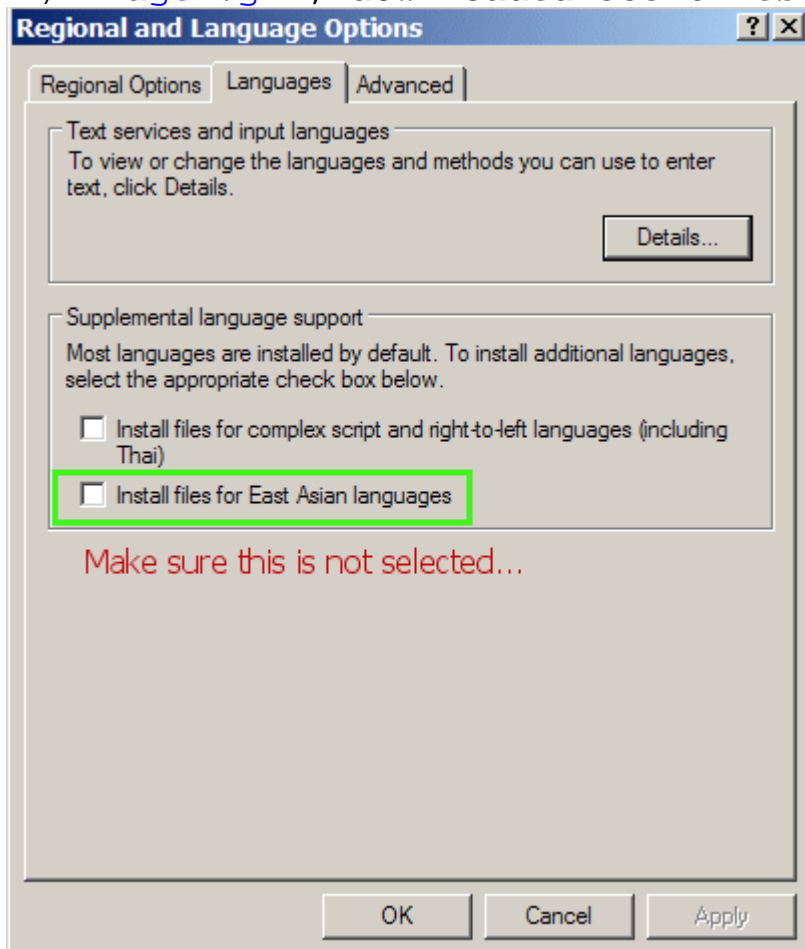 Regional and Language Options
Regional Options
Languages
Advanced
Text services and input languages
To view or change the languages and methods you can use to enter
text, click Details.
Details...
Supplemental language support
Most languages are installed by default. To install additional languages,
select the appropriate check box below.
Install files for complex script and right-to-left languages (including
Thai)
Install files for East Asian languages
Make sure this is not selected...
OK
Cancel
Apply